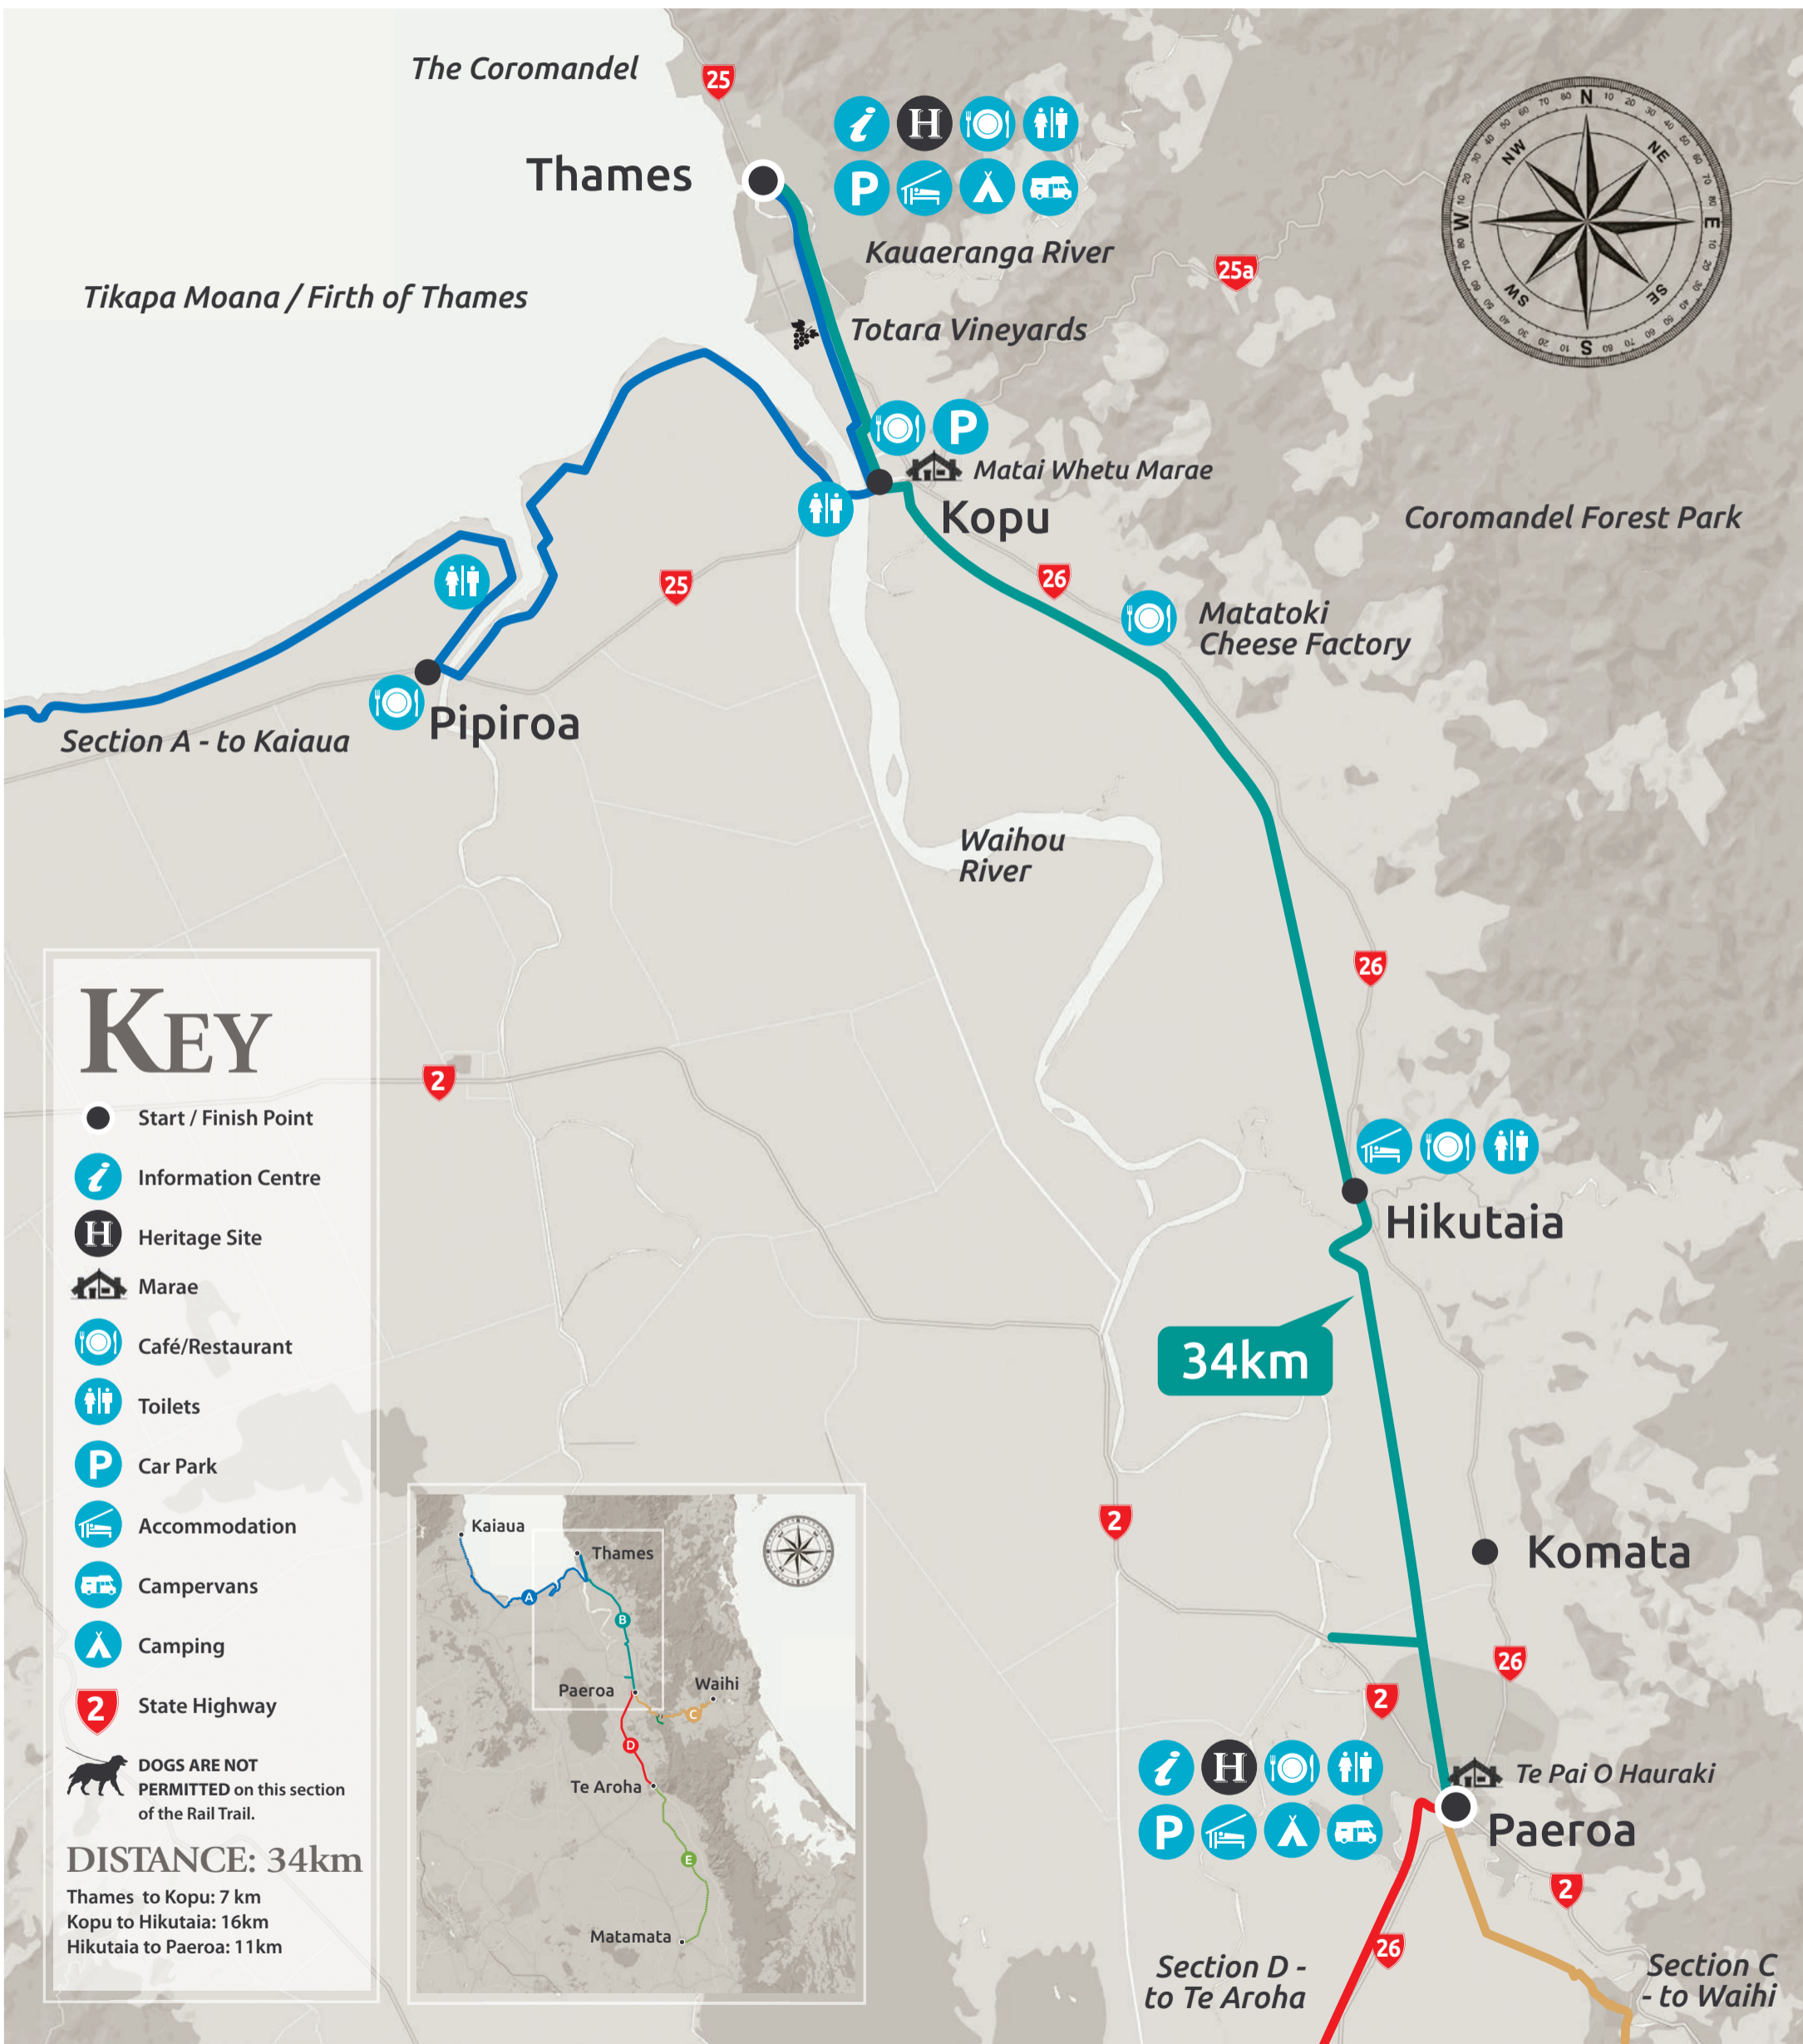 The Coromandel
25
Thames
i H
P
Kauaeranga River
25a
Tikapa Moana / Firth of Thames
Totara Vineyards
N
NE
E
SE
S
SW
W
NW
P
Matai Whetu Marae
Kopu
Coromandel Forest Park
25
26
Matatoki
Cheese Factory
Pipiroa
Section A - to Kaiaua
Waihou
River
26
2
Hikutaia
34km
2
Komata
26
2
i H
P
Te Pai O Hauraki
Paeroa
2
26
Section D -
to Te Aroha
Section C
- to Waihi
KEY
Start / Finish Point
i Information Centre
H Heritage Site
Marae
Café/Restaurant
Toilets
P Car Park
Accommodation
Campervans
Camping
2 State Highway
DOGS ARE NOT
PERMITTED on this section
of the Rail Trail.
DISTANCE: 34km
Thames to Kopu: 7 km
Kopu to Hikutaia: 16km
Hikutaia to Paeroa: 11km
Kaiaua
Thames
A
B
Paeroa
Waihi
C
D
Te Aroha
E
Matamata